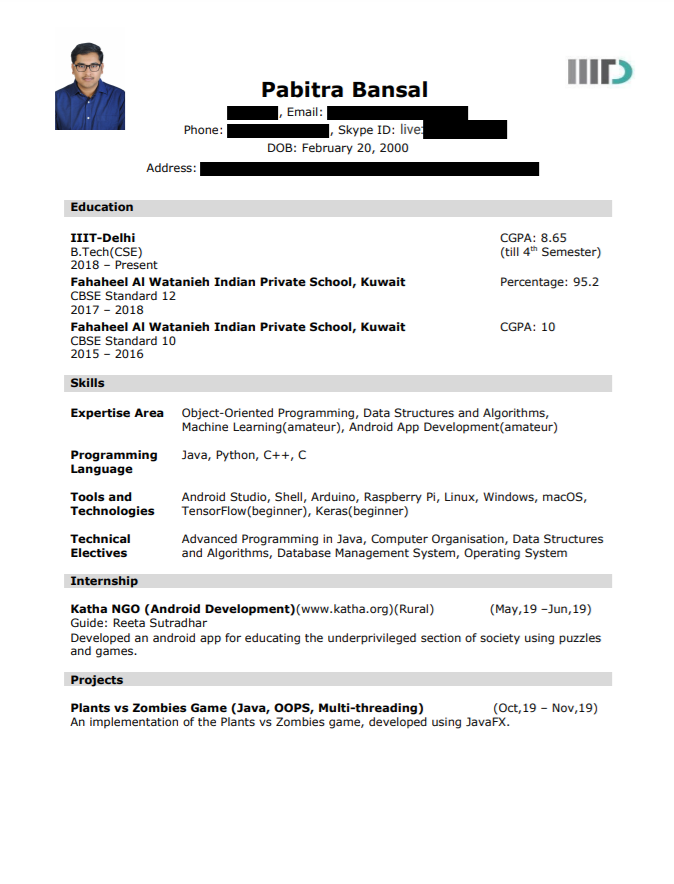 IIITD
Pabitra Bansal
, Email:
Phone: , Skype ID: live:
DOB: February 20, 2000
Address:
Education
IIIT-Delhi CGPA: 8.65
B.Tech(CSE) (till 4th Semester)
2018 – Present
Fahaheel Al Watanieh Indian Private School, Kuwait Percentage: 95.2
CBSE Standard 12
2017 – 2018
Fahaheel Al Watanieh Indian Private School, Kuwait CGPA: 10
CBSE Standard 10
2015 – 2016
Skills
Expertise Area Object-Oriented Programming, Data Structures and Algorithms,
Machine Learning(amateur), Android App Development(amateur)
Programming Java, Python, C++, C
Language
Tools and Android Studio, Shell, Arduino, Raspberry Pi, Linux, Windows, macOS,
Technologies TensorFlow(beginner), Keras(beginner)
Technical Advanced Programming in Java, Computer Organisation, Data Structures
Electives and Algorithms, Database Management System, Operating System
Internship
Katha NGO (Android Development)(www.katha.org)(Rural) (May,19 –Jun,19)
Guide: Reeta Sutradhar
Developed an android app for educating the underprivileged section of society using puzzles
and games.
Projects
Plants vs Zombies Game (Java, OOPS, Multi-threading) (Oct,19 – Nov,19)
An implementation of the Plants vs Zombies game, developed using JavaFX.